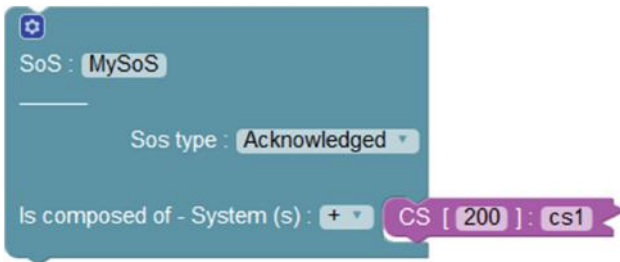 SoS : MySoS
Sos type : Acknowledged
Is composed of - System (s) : + CS [ 200 ] : cs1